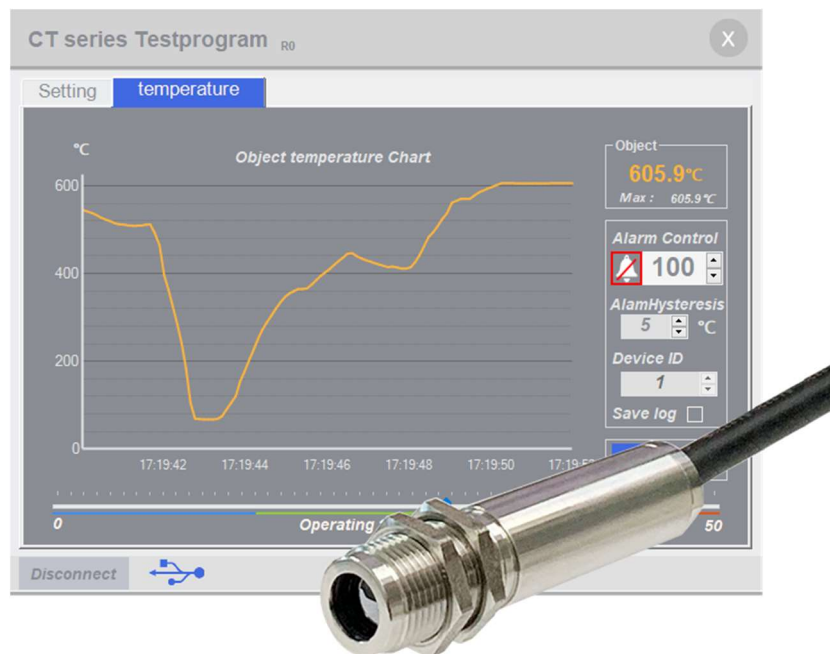 CT series Testprogram R0
X
Setting temperature
Object temperature Chart
℃
600
400
200
0
17:19:42 17:19:44 17:19:46 17:19:48 17:19:50
Object
605.9℃
Max : 605.9℃
Alarm Control
100
AlamHysteresis
5 ℃
Device ID
1
Save log
0 Operating 50
Disconnect